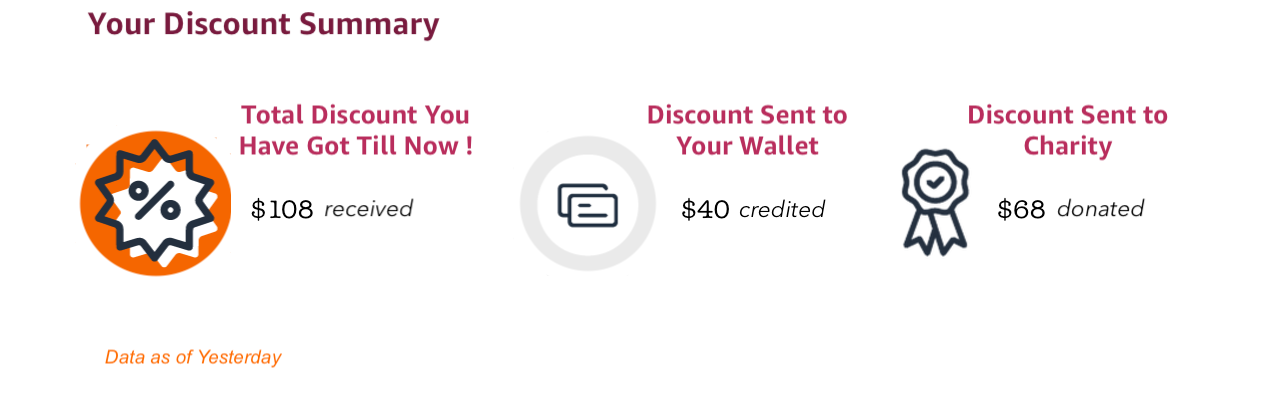 Your Discount Summary
Total Discount You
Have Got Till Now !
$108 received
Discount Sent to
Your Wallet
$40 credited
Discount Sent to
Charity
$68 donated
Data as of Yesterday